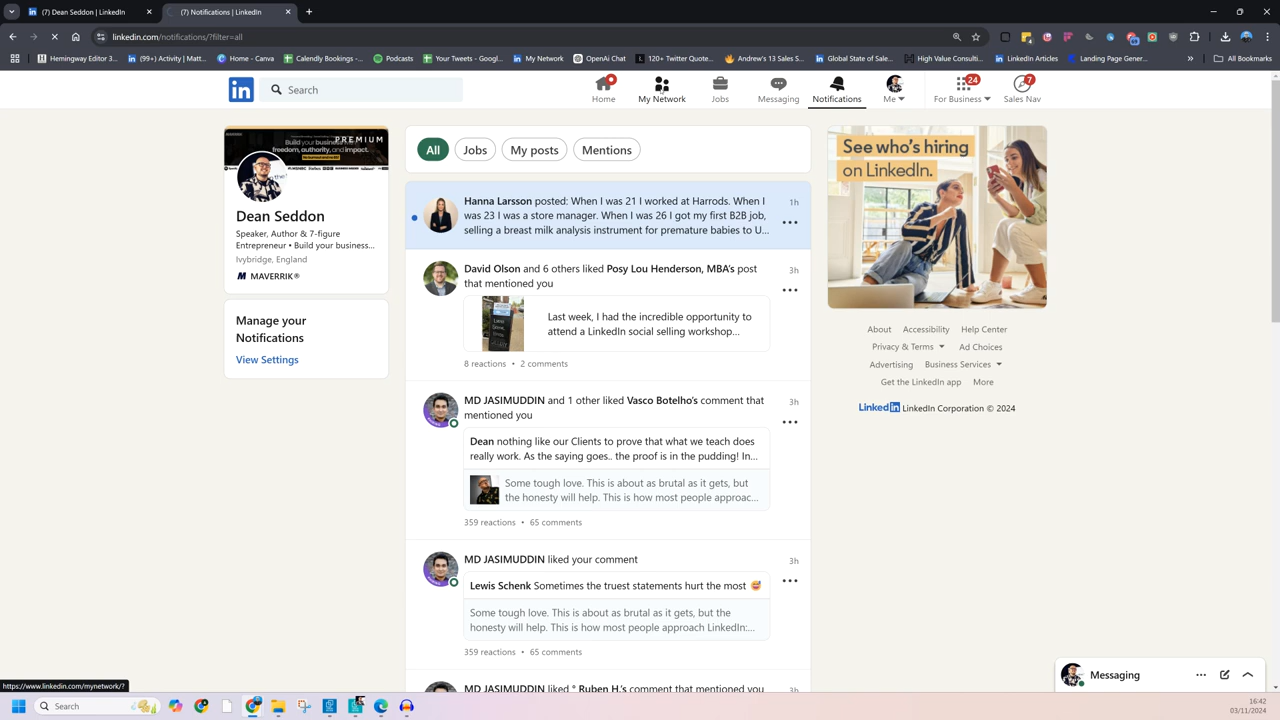 (7) Dean Seddon | LinkedIn
(7) Notifications | LinkedIn
linkedin.com/notifications/?filter=all
Hemingway Editor 3...
(99+) Activity | Matt...
Home - Canva
Calendly Bookings -...
Podcasts
Your Tweets - Googl...
My Network
OpenAi Chat
120+ Twitter Quote...
Andrew's 13 Sales S...
Global State of Sale...
High Value Consulti...
LinkedIn Articles
Landing Page Gener...
All Bookmarks
in
Search
Home
My Network
Jobs
Messaging
Notifications
Me
24
For Business
7
Sales Nav
PREMIUM
Build your business
freedom, authority, and impact.
Dean Seddon
Speaker, Author & 7-figure
Entrepreneur • Build your business...
Ivybridge, England
MAVERRIK®
Manage your
Notifications
View Settings
All
Jobs
My posts
Mentions
Hanna Larsson posted: When I was 21 I worked at Harrods. When I
was 23 I was a store manager. When I was 26 I got my first B2B job,
selling a breast milk analysis instrument for premature babies to U...
1h
David Olson and 6 others liked Posy Lou Henderson, MBA's post
that mentioned you
3h
Last week, I had the incredible opportunity to
attend a LinkedIn social selling workshop...
8 reactions • 2 comments
MD JASIMUDDIN and 1 other liked Vasco Botelho's comment that
mentioned you
3h
Dean nothing like our Clients to prove that what we teach does
really work. As the saying goes.. the proof is in the pudding! In...
Some tough love. This is about as brutal as it gets, but
the honesty will help. This is how most people approac...
359 reactions • 65 comments
MD JASIMUDDIN liked your comment
3h
Lewis Schenk Sometimes the truest statements hurt the most 😅
Some tough love. This is about as brutal as it gets, but the
honesty will help. This is how most people approach LinkedIn:...
359 reactions • 65 comments
MD JASIMUDDIN liked ° Ruben H.'s comment that mentioned you
3h
See who's hiring
on LinkedIn.
About
Accessibility
Help Center
Privacy & Terms
Ad Choices
Advertising
Business Services
Get the LinkedIn app
More
LinkedIn LinkedIn Corporation © 2024
Messaging
https://www.linkedin.com/mynetwork/?
Search
16:42
03/11/2024